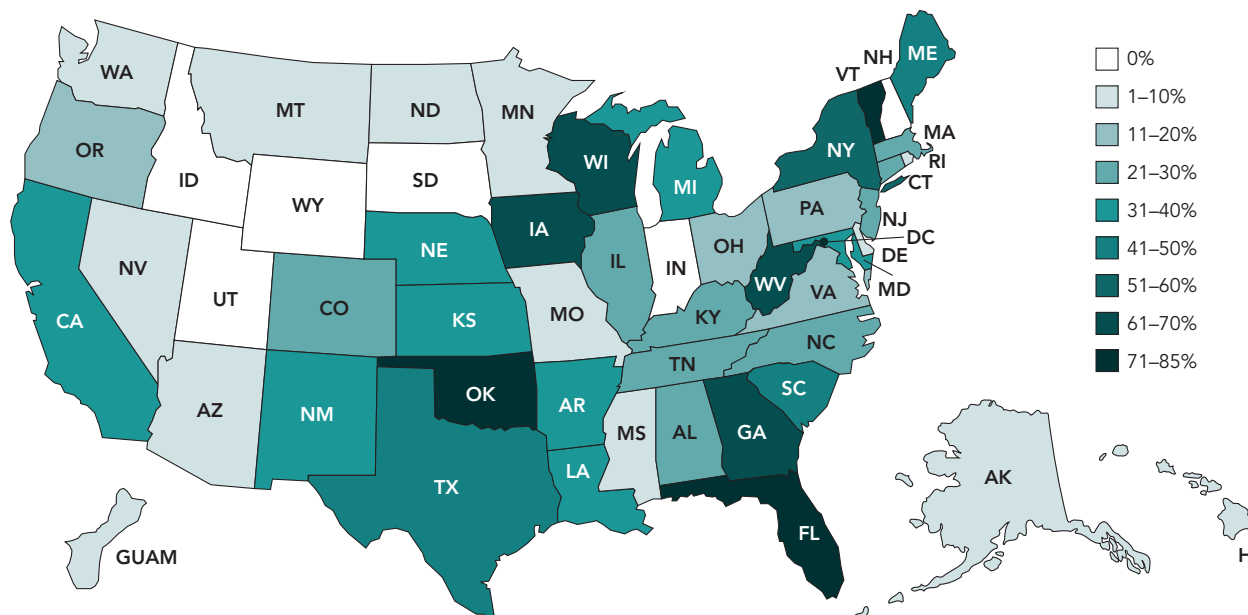 WA
MT
ND
MN
OR
ID
WY
SD
WI
MI
NY
VT
NH
ME
MA
RI
CT
NJ
DC
DE
MD
PA
NV
UT
CO
NE
IA
IL
IN
OH
WV
VA
CA
KS
MO
KY
NC
TN
SC
AZ
NM
OK
AR
MS
AL
GA
TX
LA
FL
GUAM
AK
H
0%
1–10%
11–20%
21–30%
31–40%
41–50%
51–60%
61–70%
71–85%